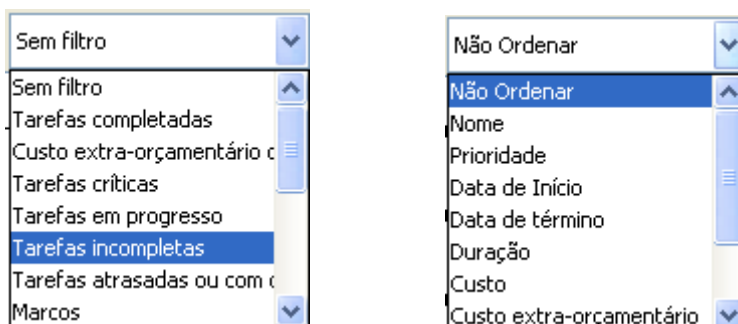 Sem filtro
Sem filtro
Tarefas completadas
Custo extra-orçamentário
Tarefas críticas
Tarefas em progresso
Tarefas incompletas
Tarefas atrasadas ou com
Marcos
Não Ordenar
Não Ordenar
Nome
Prioridade
Data de Início
Data de término
Duração
Custo
Custo extra-orçamentário